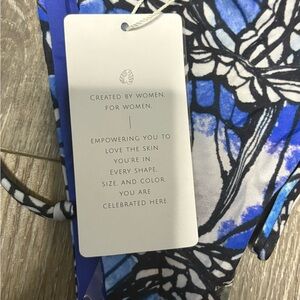 CREATED BY WOMEN,
FOR WOMEN.
EMPOWERING YOU TO
LOVE THE SKIN
YOU'RE IN
EVERY SHAPE,
SIZE, AND COLOR
YOU ARE
CELEBRATED HERE